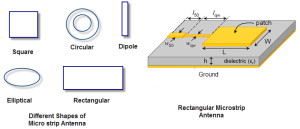 Square
Circular
Dipole
Elliptical
Rectangular
Different Shapes of
Micro strip Antenna
patch
W
L
h
dielectric (εr)
Ground
Rectangular Microstrip
Antenna